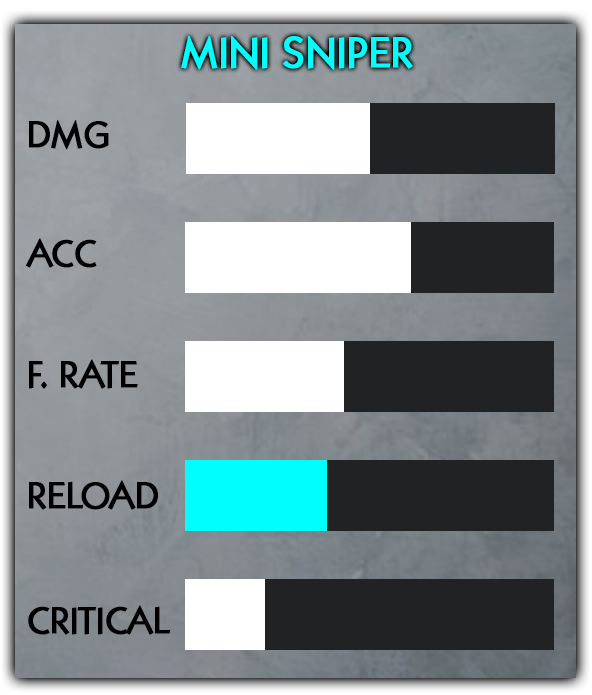 MINI SNIPER
DMG
ACC
F. RATE
RELOAD
CRITICAL